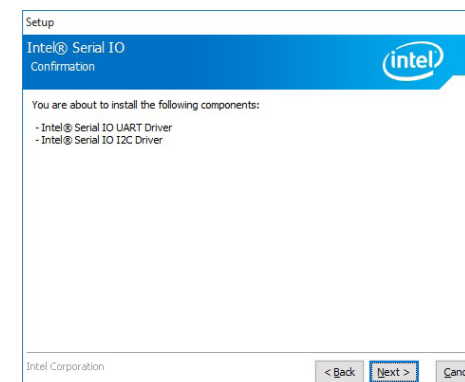 Setup
Intel® Serial IO
Confirmation
intel
You are about to install the following components:
- Intel® Serial IO UART Driver
- Intel® Serial IO I2C Driver
Intel Corporation
< Back Next > Canc